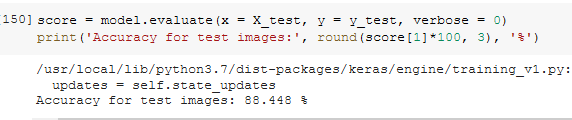 [150] score = model.evaluate(x = X_test, y = y_test, verbose = 0)
print('Accuracy for test images:', round(score[1]*100, 3), '%')
/usr/local/lib/python3.7/dist-packages/keras/engine/training_v1.py:
updates = self.state_updates
Accuracy for test images: 88.448 %